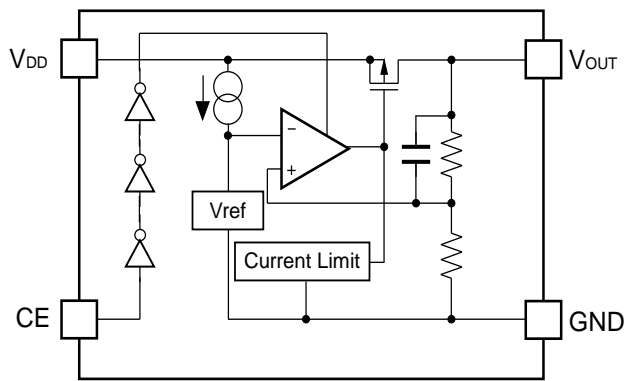 VDD
VOUT
−
+
Vref
Current Limit
CE
GND